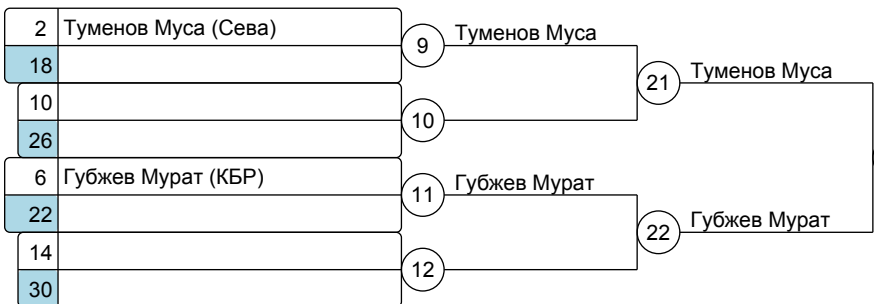 2 Туменов Муса (Сева)
18
10
26
6 Губжев Мурат (КБР)
22
14
30
9 Туменов Муса
10
11 Губжев Мурат
12
21 Туменов Муса
22 Губжев Мурат